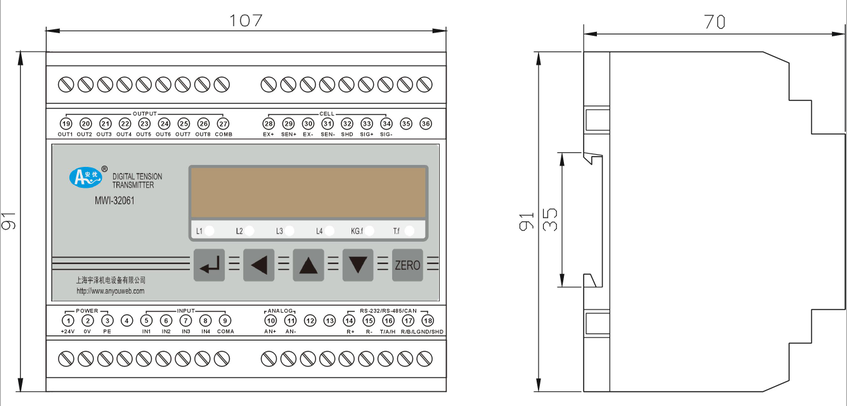 107
70
91
91
35
OUTPUT
CELL
19 20 21 22 23 24 25 26 27 28 29 30 31 32 33 34 35 36
OUT1 OUT2 OUT3 OUT4 OUT5 OUT6 OUT7 OUT8 COMB EX+ SEN+ EX- SEN- SHD SIG+ SIG-
A 安优 ®
DIGITAL TENSION
TRANSMITTER
MWI-32061
L1 L2 L3 L4 KG.f T.f
ZERO
上海宇泽机电设备有限公司
http://www.anyouweb.com
POWER INPUT ANALOG RS-232/RS-485/CAN
1 2 3 4 5 6 7 8 9 10 11 12 13 14 15 16 17 18
+24V 0V PE IN1 IN2 IN3 IN4 COMA AN+ AN- R+ R- T/A/H R/B/L GND/SHD